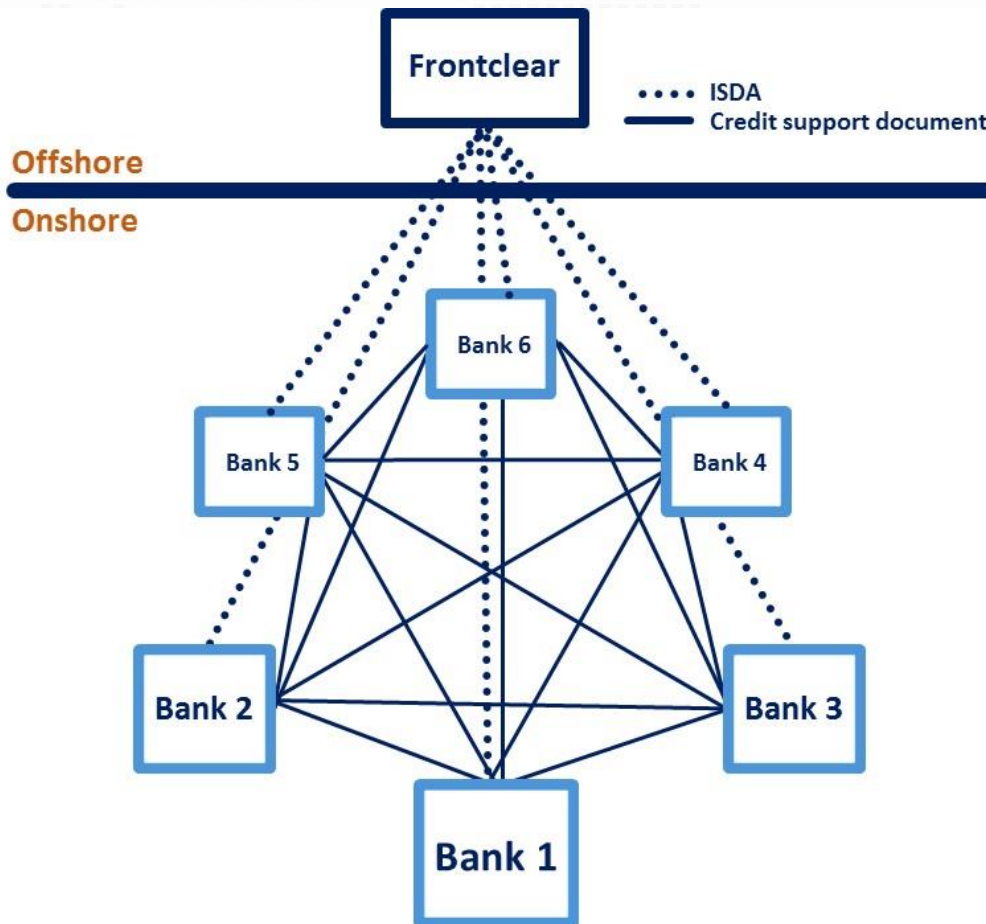 Frontclear
ISDA
Credit support document
Offshore
Onshore
Bank 6
Bank 5
Bank 4
Bank 2
Bank 3
Bank 1